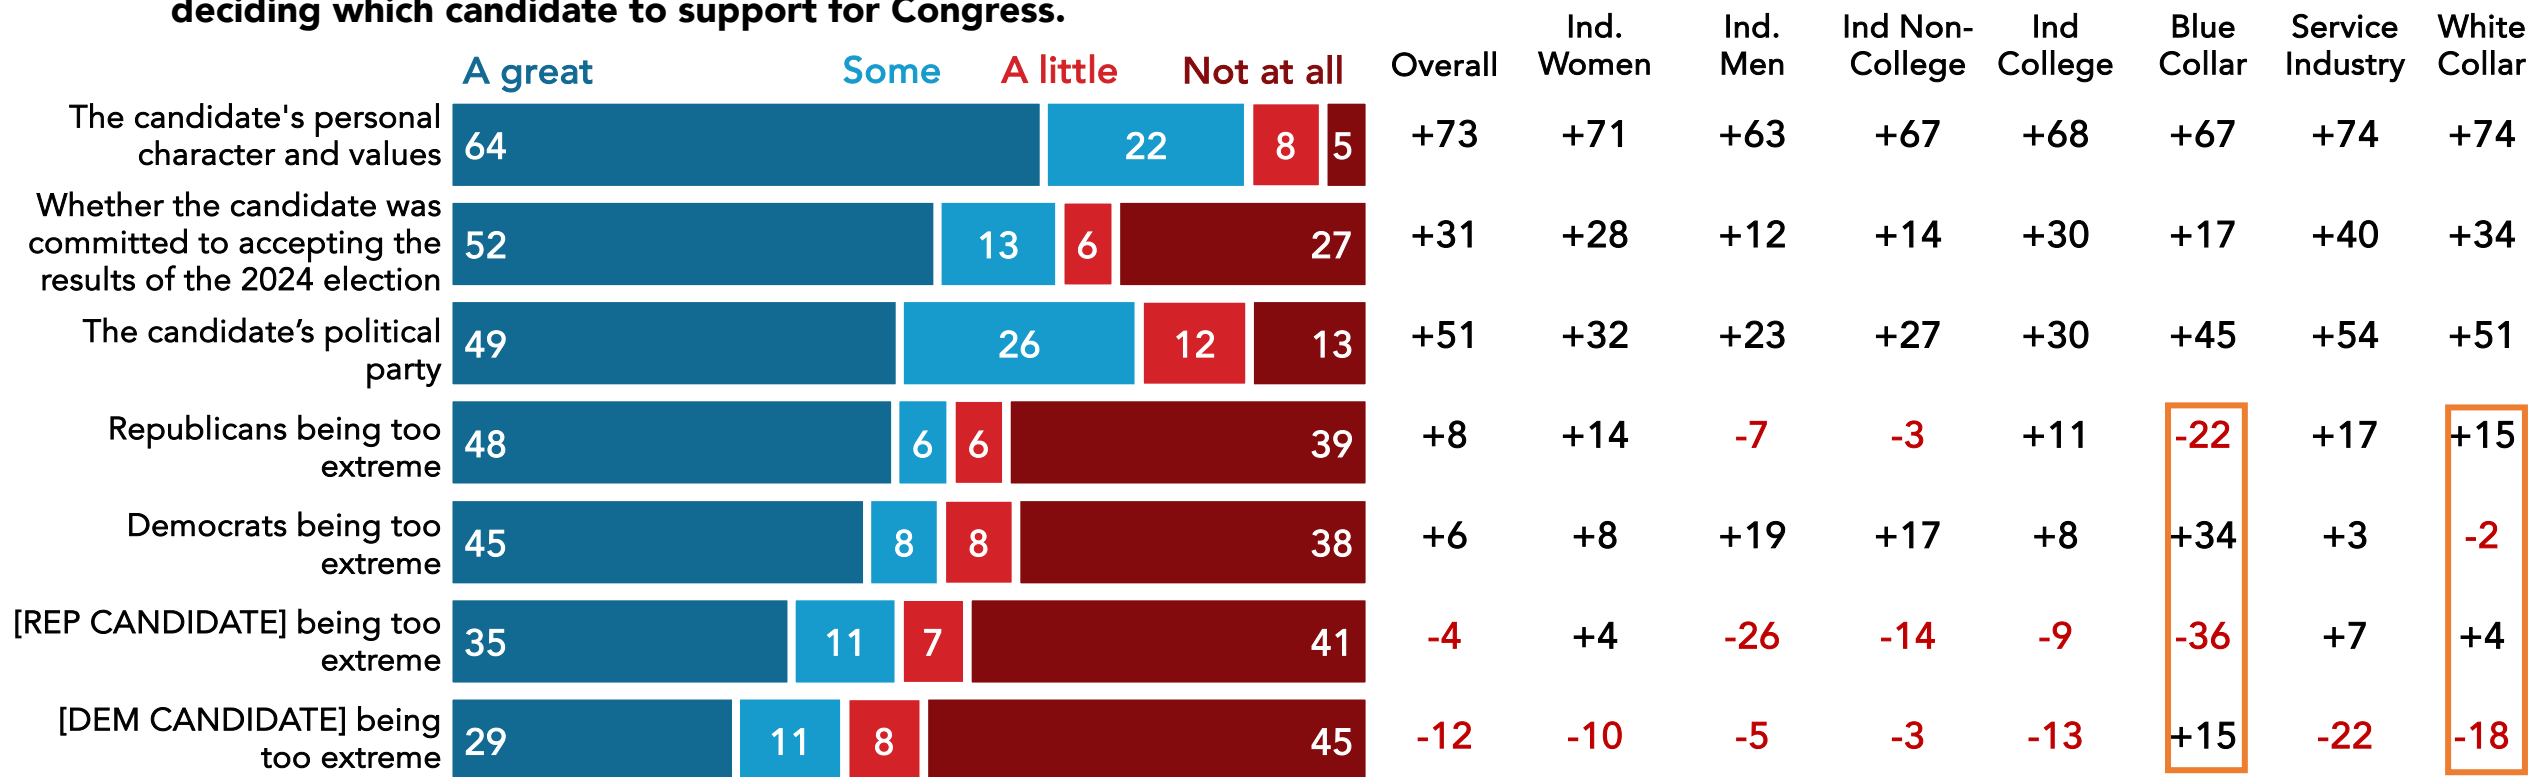 deciding which candidate to support for Congress.
A great Some A little Not at all
Overall
Ind.
Women
Ind.
Men
Ind Non-
College
Ind
College
Blue
Collar
Service
Industry
White
Collar
The candidate's personal
character and values
64 22 8 5 +73 +71 +63 +67 +68 +67 +74 +74
Whether the candidate was
committed to accepting the
results of the 2024 election
52 13 6 27 +31 +28 +12 +14 +30 +17 +40 +34
The candidate’s political
party
49 26 12 13 +51 +32 +23 +27 +30 +45 +54 +51
Republicans being too
extreme
48 6 6 39 +8 +14 -7 -3 +11 -22 +17 +15
Democrats being too
extreme
45 8 8 38 +6 +8 +19 +17 +8 +34 +3 -2
[REP CANDIDATE] being too
extreme
35 11 7 41 -4 +4 -26 -14 -9 -36 +7 +4
[DEM CANDIDATE] being
too extreme
29 11 8 45 -12 -10 -5 -3 -13 +15 -22 -18